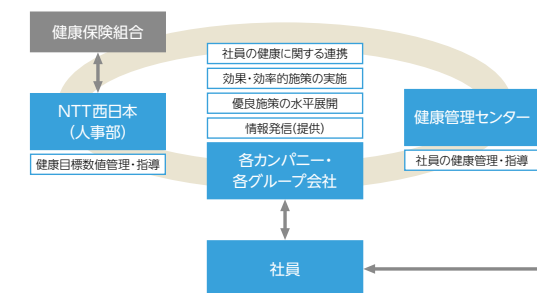 健康保険組合
社員の健康に関する連携
効果・効率的施策の実施
優良施策の水平展開
情報発信(提供)
NTT西日本
(人事部)
健康目標数値管理・指導
健康管理センター
社員の健康管理・指導
各カンパニー・
各グループ会社
社員